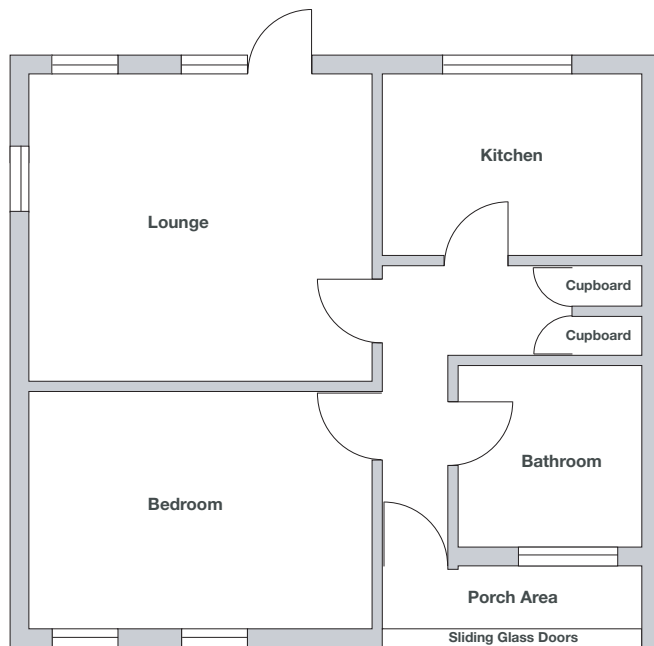 Kitchen
Lounge
Cupboard
Cupboard
Bathroom
Bedroom
Porch Area
Sliding Glass Doors